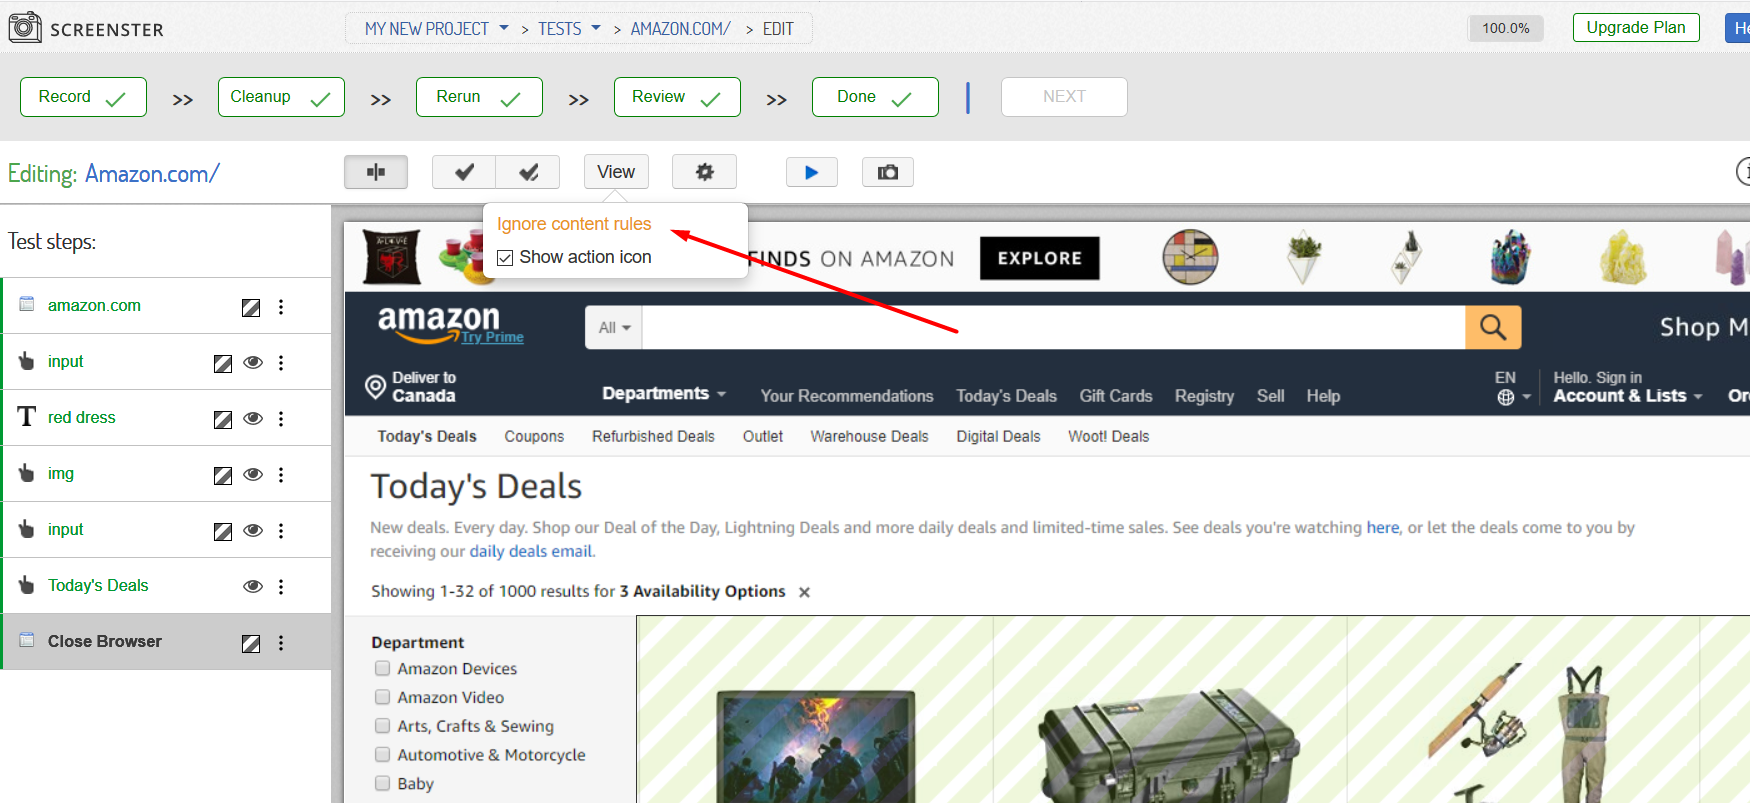 SCREENSTER
MY NEW PROJECT > TESTS > AMAZON.COM/ > EDIT
100.0%
Upgrade Plan
He
Record >> Cleanup >> Rerun >> Review >> Done NEXT
Editing: Amazon.com/
View
Ignore content rules
Show action icon
Test steps:
amazon.com
input
T red dress
img
input
Today's Deals
Close Browser
FINDS ON AMAZON EXPLORE
amazon
Try Prime
All
Shop M
Deliver to
Canada
Departments Your Recommendations Today's Deals Gift Cards Registry Sell Help
EN
Hello. Sign in
Account & Lists
Or
Today's Deals Coupons Refurbished Deals Outlet Warehouse Deals Digital Deals Woot! Deals
Today's Deals
New deals. Every day. Shop our Deal of the Day, Lightning Deals and more daily deals and limited-time sales. See deals you're watching here, or let the deals come to you by
receiving our daily deals email.
Showing 1-32 of 1000 results for 3 Availability Options ×
Department
Amazon Devices
Amazon Video
Arts, Crafts & Sewing
Automotive & Motorcycle
Baby